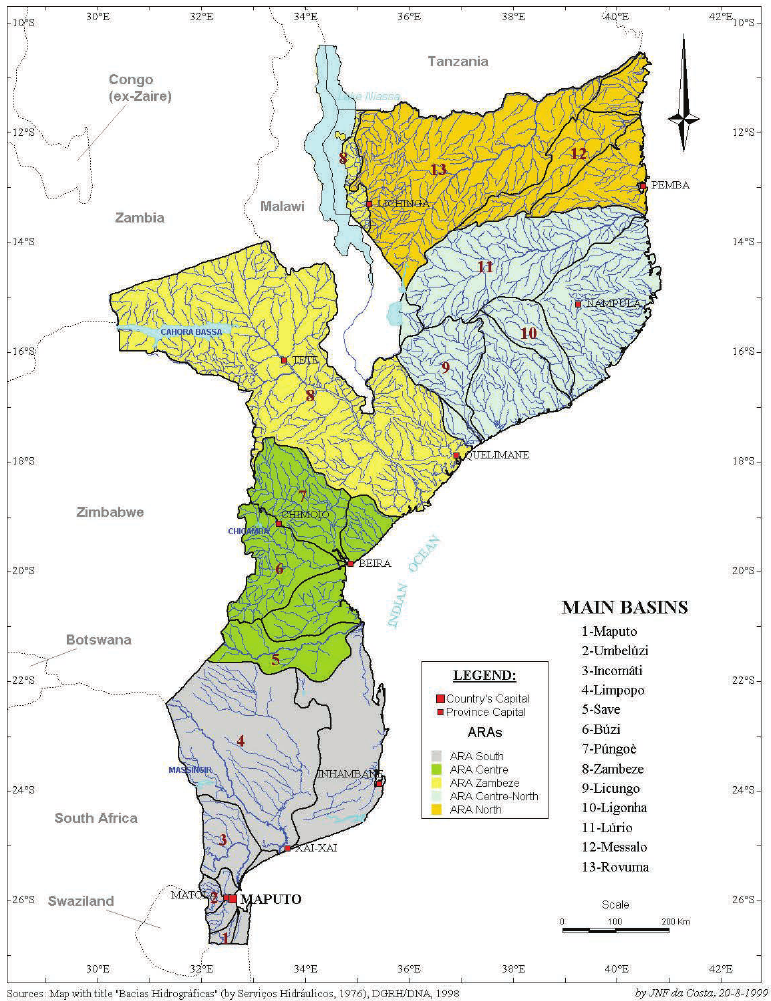 30°E 32°E 34°E 36°E 38°E 40°E 42°E
10°S 10°S
Tanzania
Congo
(ex-Zaire)
Lake Niassa
12°S 12°S
8 13 12
PEMBA
LICHINGA
Malawi
Zambia
14°S 14°S
11
NAMPULA
CAHORA BASSA
10
16°S 16°S
TETE
9
8
QUELIMANE
18°S 18°S
7
Zimbabwe
CHIMOIO
CHICAMBA
BEIRA
6
20°S 20°S
INDIAN OCEAN
MAIN BASINS
1-Maputo
2-Umbelúzi
3-Incomáti
4-Limpopo
5-Save
6-Búzi
7-Púngoè
8-Zambeze
9-Licungo
10-Ligonha
11-Lúrio
12-Messalo
13-Rovuma
Botswana
5
22°S 22°S
LEGEND:
Country's Capital
Province Capital
ARAs
ARA South
ARA Centre
ARA Zambeze
ARA Centre-North
ARA North
4
MASSINGIR
INHAMBANE
24°S 24°S
South Africa
3
XAI-XAI
26°S 26°S
Swaziland
2
MAPUTO
1
Scale
0 100 200 Km
30°E 32°E 34°E 36°E 38°E 40°E 42°E
Sources: Map with title "Bacias Hidrográficas" (by Serviços Hidráulicos, 1976), DGRH/DNA, 1998
by JNF da Costa, 20-8-1999